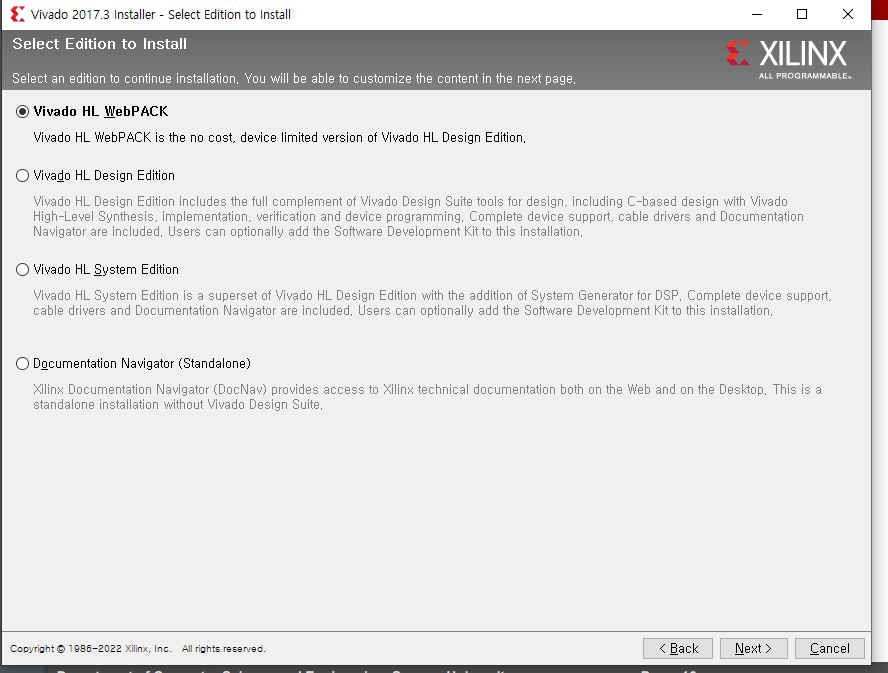 Vivado 2017.3 Installer - Select Edition to Install
Select Edition to Install
XILINX
ALL PROGRAMMABLE™
Select an edition to continue installation. You will be able to customize the content in the next page.
Vivado HL WebPACK
Vivado HL WebPACK is the no cost, device limited version of Vivado HL Design Edition.
Vivado HL Design Edition
Vivado HL Design Edition includes the full complement of Vivado Design Suite tools for design, including C-based design with Vivado
High-Level Synthesis, implementation, verification and device programming. Complete device support, cable drivers and Documentation
Navigator are included. Users can optionally add the Software Development Kit to this installation.
Vivado HL System Edition
Vivado HL System Edition is a superset of Vivado HL Design Edition with the addition of System Generator for DSP. Complete device support,
cable drivers and Documentation Navigator are included. Users can optionally add the Software Development Kit to this installation.
Documentation Navigator (Standalone)
Xilinx Documentation Navigator (DocNav) provides access to Xilinx technical documentation both on the Web and on the Desktop. This is a
standalone installation without Vivado Design Suite.
Copyright © 1986-2022 Xilinx, Inc. All rights reserved.
< Back
Next >
Cancel